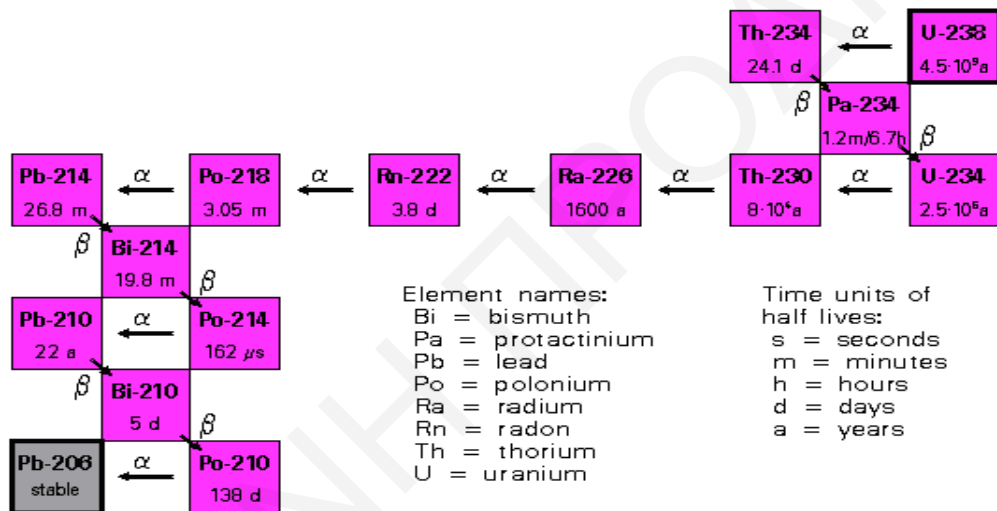 Th-234 α U-238
24.1 d 4.5·10⁹a
β Pa-234
1.2m/6.7h β
Pb-214 α Po-218 α Rn-222 α Ra-226 α Th-230 α U-234
26.8 m 3.05 m 3.8 d 1600 a 8·10⁴a 2.5·10⁵a
β Bi-214
19.8 m β
Pb-210 α Po-214
22 a 162 µs
β Bi-210
5 d β
Pb-206 α Po-210
stable 138 d
Element names:
Bi = bismuth
Pa = protactinium
Pb = lead
Po = polonium
Ra = radium
Rn = radon
Th = thorium
U = uranium
Time units of
half lives:
s = seconds
m = minutes
h = hours
d = days
a = years